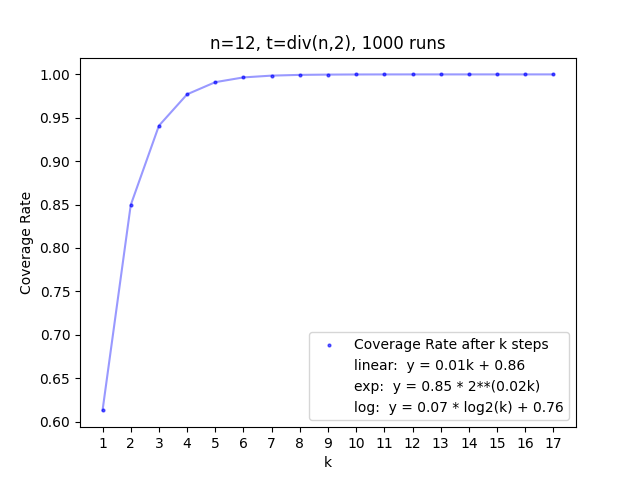 n=12, t=div(n,2), 1000 runs
1.00
0.95
0.90
0.85
0.80
0.75
0.70
0.65
0.60
Coverage Rate
Coverage Rate after k steps
linear:  y = 0.01k + 0.86
exp:  y = 0.85 * 2**(0.02k)
log:  y = 0.07 * log2(k) + 0.76
1 2 3 4 5 6 7 8 9 10 11 12 13 14 15 16 17
k